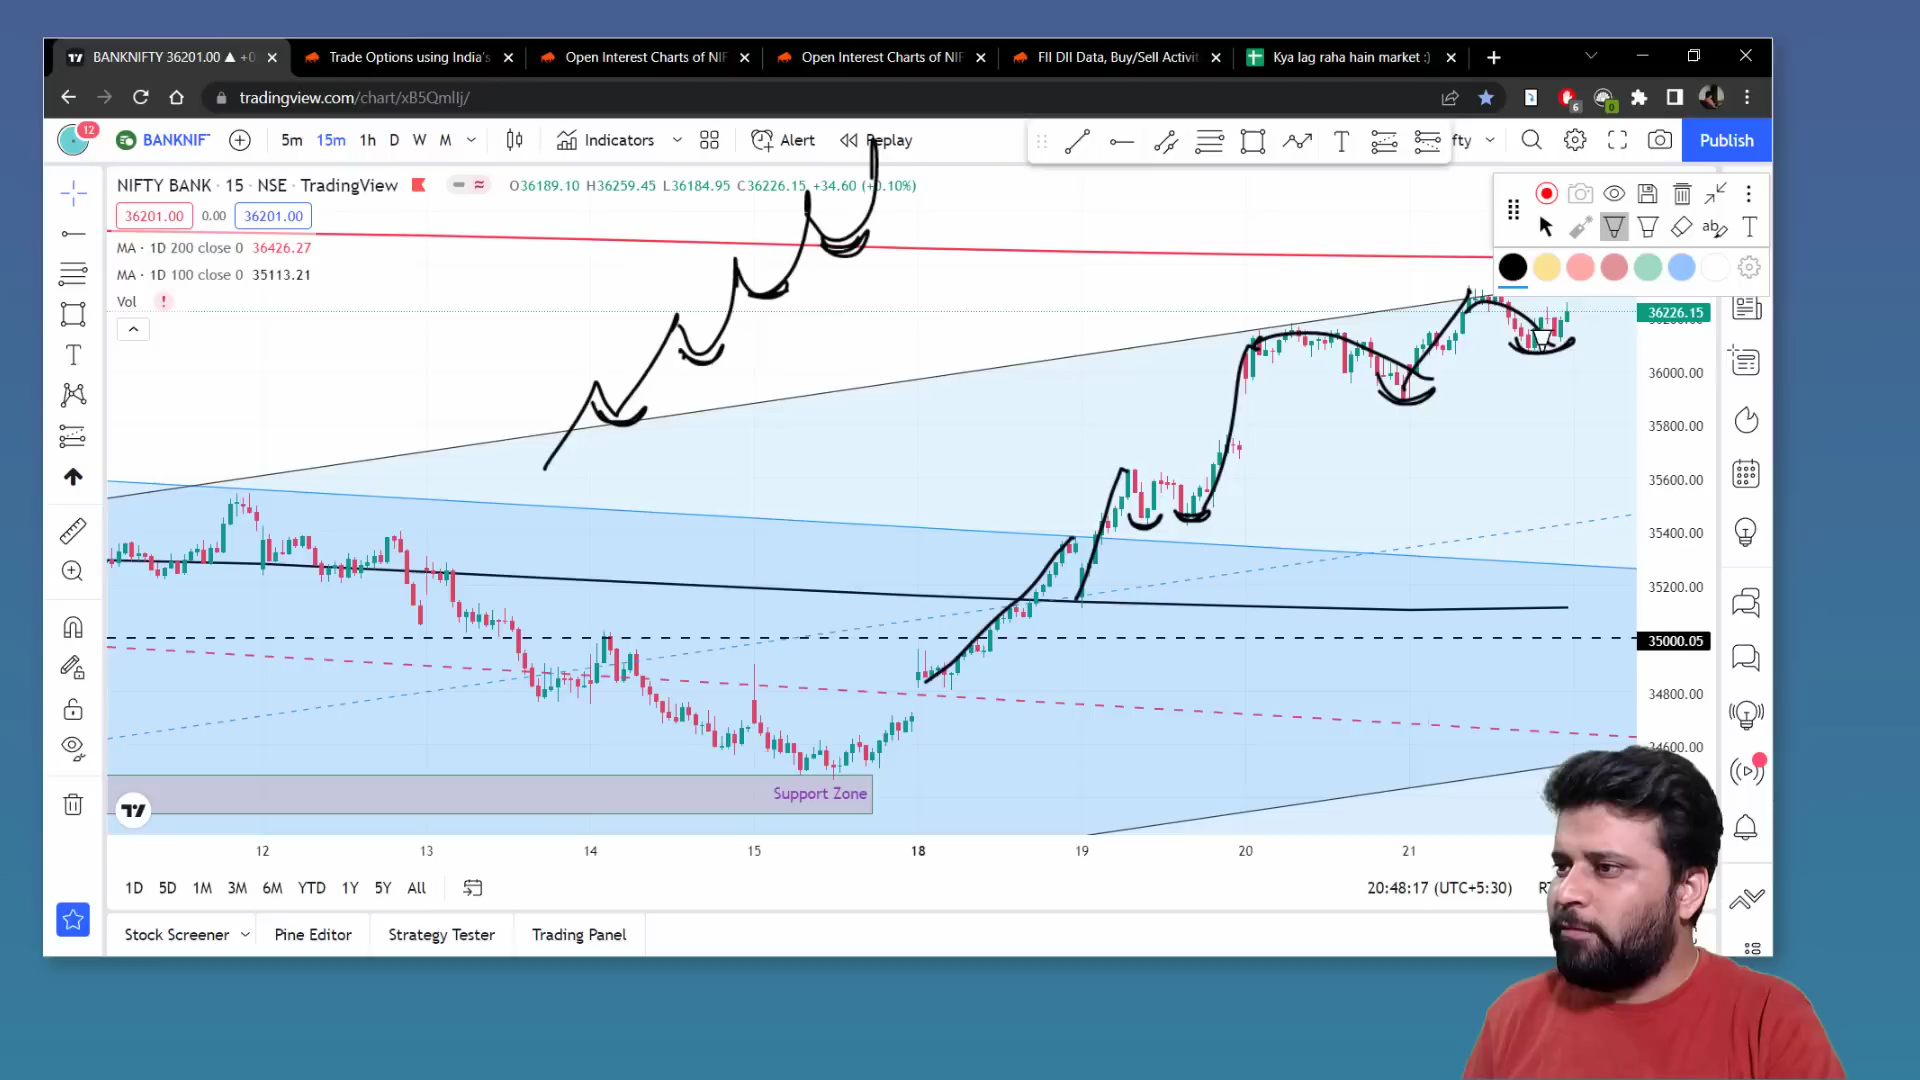 BANKNIFTY 36201.00 ▲ +0
Trade Options using India's
Open Interest Charts of NIF
Open Interest Charts of NIF
FII DII Data, Buy/Sell Activit
Kya lag raha hain market :)
tradingview.com/chart/xB5QmlIj/
6
0
12
BANKNIF
5m 15m 1h D W M
Indicators
Alert
Replay
fty
Publish
NIFTY BANK · 15 · NSE · TradingView
O36189.10 H36259.45 L36184.95 C36226.15 +34.60 (+0.10%)
36201.00 0.00 36201.00
MA · 1D 200 close 0 36426.27
MA · 1D 100 close 0 35113.21
Vol !
36226.15
36000.00
35800.00
35600.00
35400.00
35200.00
35000.05
34800.00
34600.00
Support Zone
12 13 14 15 18 19 20 21
1D 5D 1M 3M 6M YTD 1Y 5Y All
20:48:17 (UTC+5:30)
Stock Screener
Pine Editor
Strategy Tester
Trading Panel